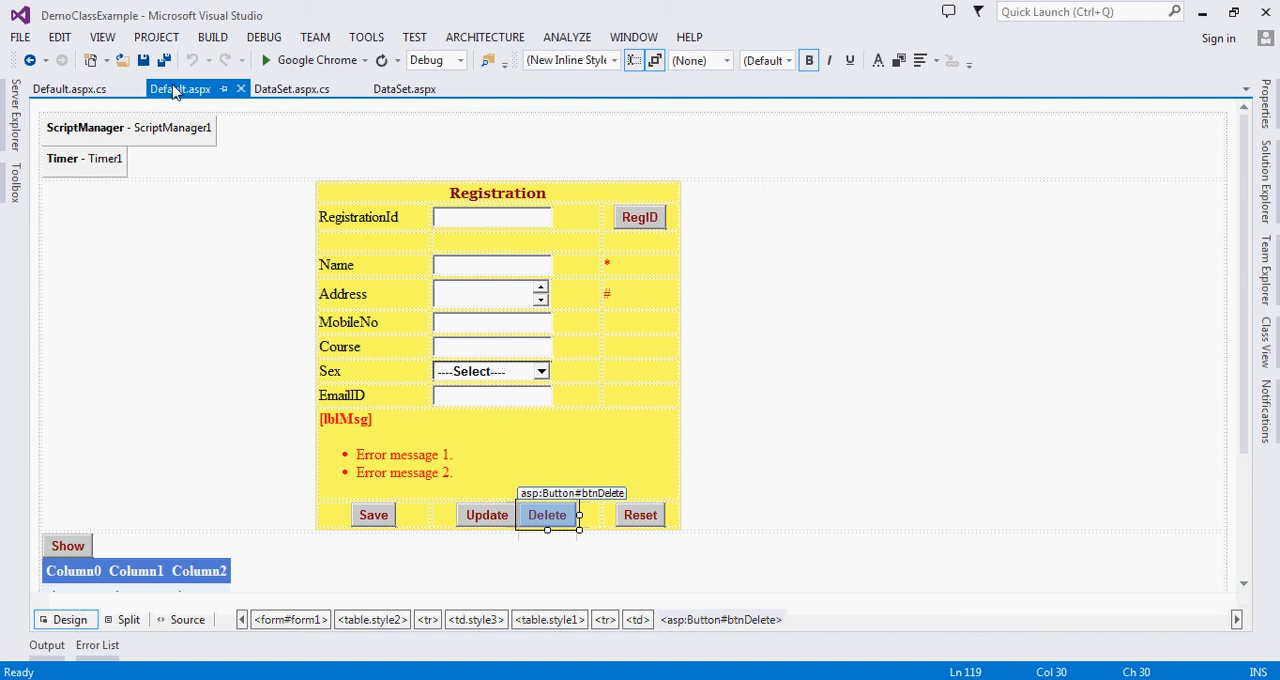 DemoClassExample - Microsoft Visual Studio
Quick Launch (Ctrl+Q)
FILE EDIT VIEW PROJECT BUILD DEBUG TEAM TOOLS TEST ARCHITECTURE ANALYZE WINDOW HELP
Sign in
Google Chrome Debug (New Inline Style (None) (Default B I U A
Default.aspx.cs Default.aspx DataSet.aspx.cs DataSet.aspx
Server Explorer
Toolbox
Properties
Solution Explorer
Team Explorer
Class View
Notifications
ScriptManager - ScriptManager1
Timer - Timer1
Registration
RegistrationId RegID
Name *
Address #
MobileNo
Course
Sex ----Select----
EmailID
[lblMsg]
• Error message 1.
• Error message 2.
asp:Button#btnDelete
Save Update Delete Reset
Show
Column0 Column1 Column2
Design Split Source <form#form1> <table.style2> <tr> <td.style3> <table.style1> <tr> <td> <asp:Button#btnDelete>
Output Error List
Ready Ln 119 Col 30 Ch 30 INS